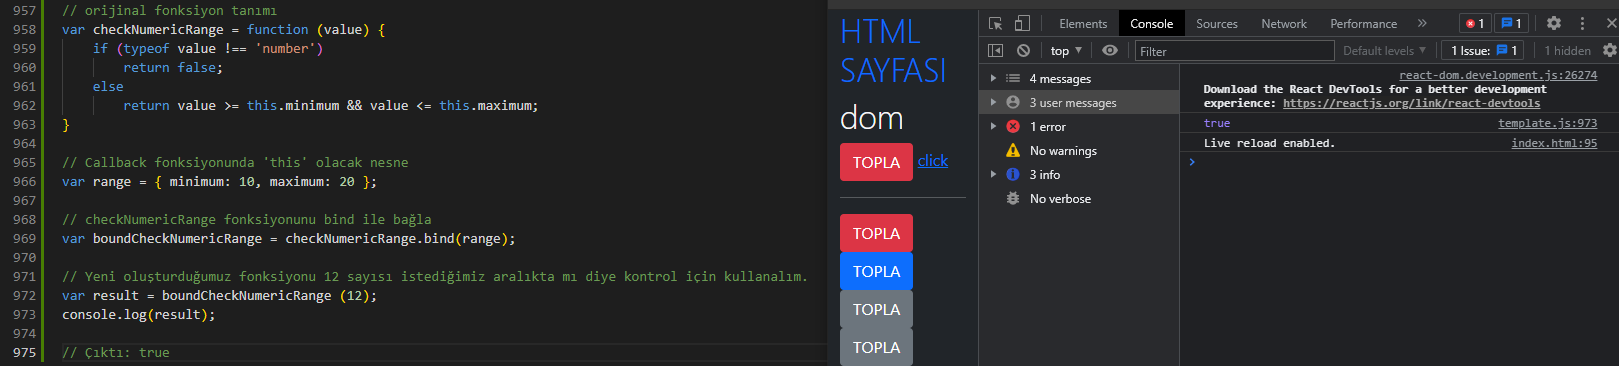 957 // orijinal fonksiyon tanımı
958 var checkNumericRange = function (value) {
959 if (typeof value !== 'number')
960 return false;
961 else
962 return value >= this.minimum && value <= this.maximum;
963 }
964
965 // Callback fonksiyonunda 'this' olacak nesne
966 var range = { minimum: 10, maximum: 20 };
967
968 // checkNumericRange fonksiyonunu bind ile bağla
969 var boundCheckNumericRange = checkNumericRange.bind(range);
970
971 // Yeni oluşturduğumuz fonksiyonu 12 sayısı istediğimiz aralıkta mı diye kontrol için kullanalım.
972 var result = boundCheckNumericRange (12);
973 console.log(result);
974
975 // Çıktı: true
HTML
SAYFASI
dom
TOPLA click
TOPLA
TOPLA
TOPLA
TOPLA
Elements Console Sources Network Performance » 1 1
top Filter Default levels 1 Issue: 1 1 hidden
4 messages
3 user messages
1 error
No warnings
3 info
No verbose
react-dom.development.js:26274
Download the React DevTools for a better development
experience: https://reactjs.org/link/react-devtools
true template.js:973
Live reload enabled. index.html:95
>